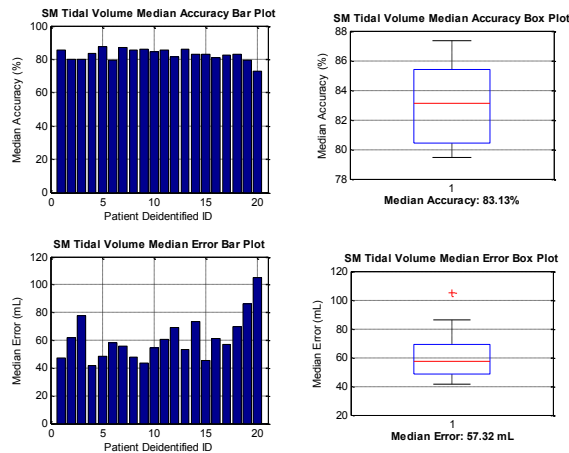 SM Tidal Volume Median Accuracy Bar Plot
Median Accuracy (%)
100
80
60
40
20
0
0 5 10 15 20
Patient Deidentified ID
SM Tidal Volume Median Accuracy Box Plot
Median Accuracy (%)
88
86
84
82
80
78
1
Median Accuracy: 83.13%
SM Tidal Volume Median Error Bar Plot
Median Error (mL)
120
100
80
60
40
20
0
0 5 10 15 20
Patient Deidentified ID
SM Tidal Volume Median Error Box Plot
Median Error (mL)
120
100
80
60
40
20
1
Median Error: 57.32 mL